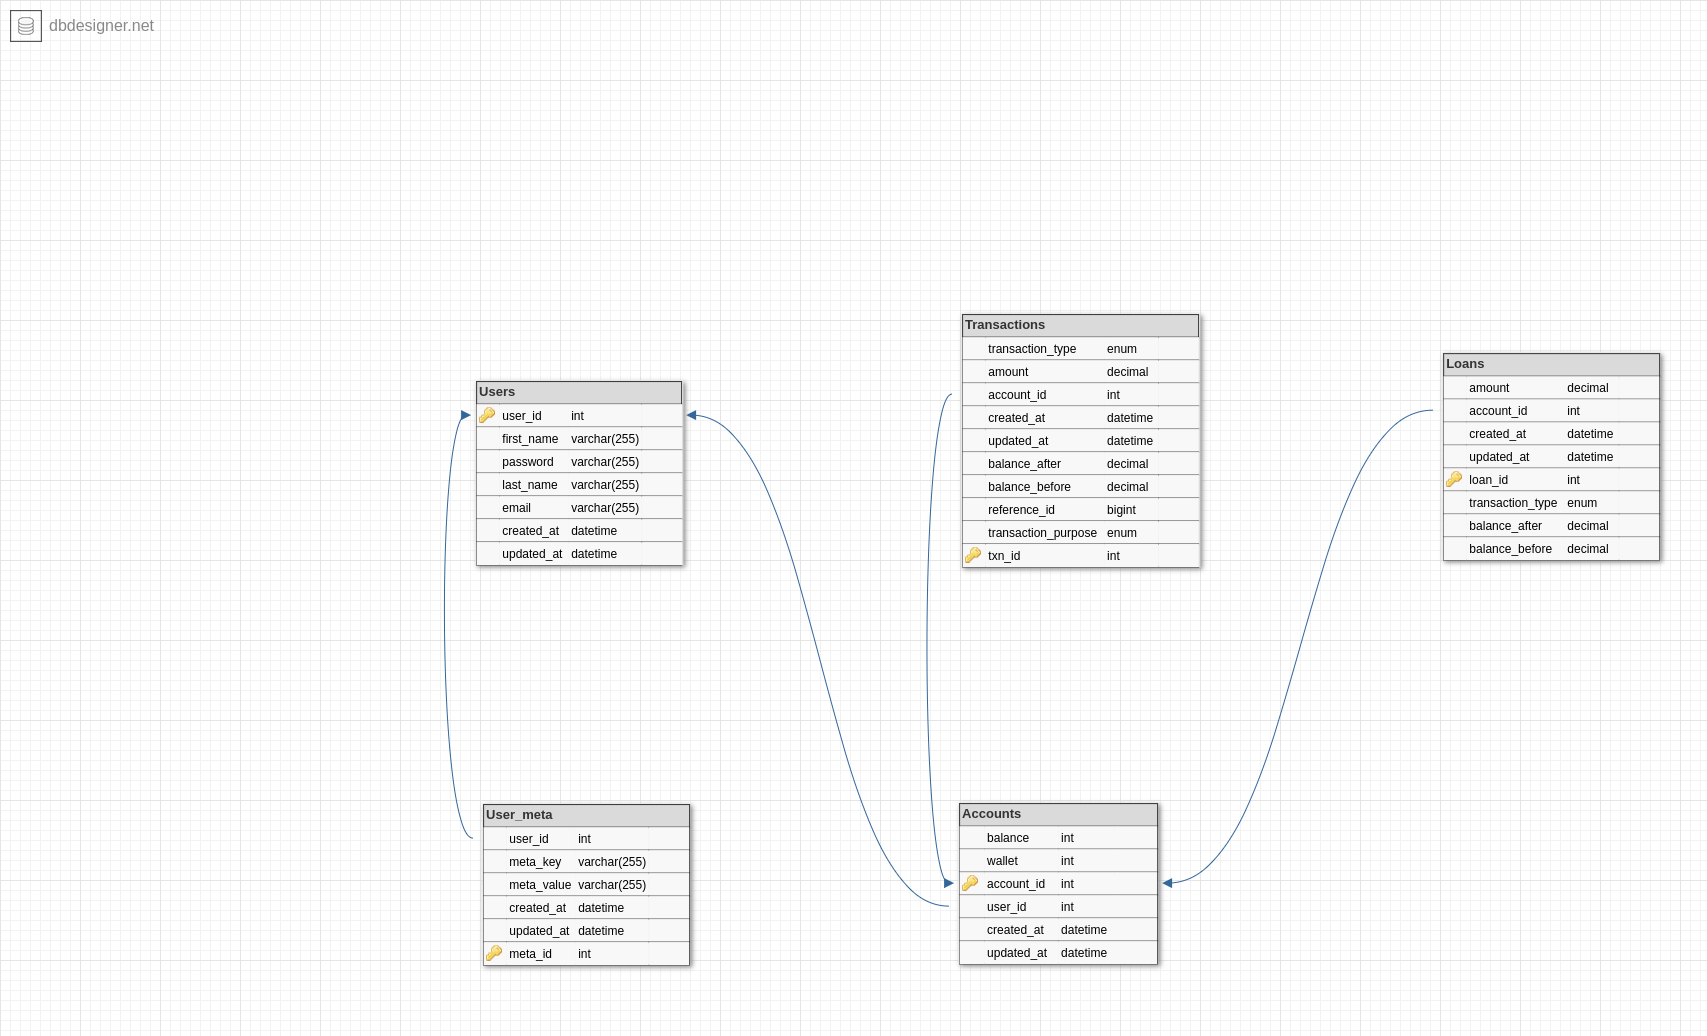 dbdesigner.net
Users
user_id int
first_name varchar(255)
password varchar(255)
last_name varchar(255)
email varchar(255)
created_at datetime
updated_at datetime
Transactions
transaction_type enum
amount decimal
account_id int
created_at datetime
updated_at datetime
balance_after decimal
balance_before decimal
reference_id bigint
transaction_purpose enum
txn_id int
Loans
amount decimal
account_id int
created_at datetime
updated_at datetime
loan_id int
transaction_type enum
balance_after decimal
balance_before decimal
User_meta
user_id int
meta_key varchar(255)
meta_value varchar(255)
created_at datetime
updated_at datetime
meta_id int
Accounts
balance int
wallet int
account_id int
user_id int
created_at datetime
updated_at datetime